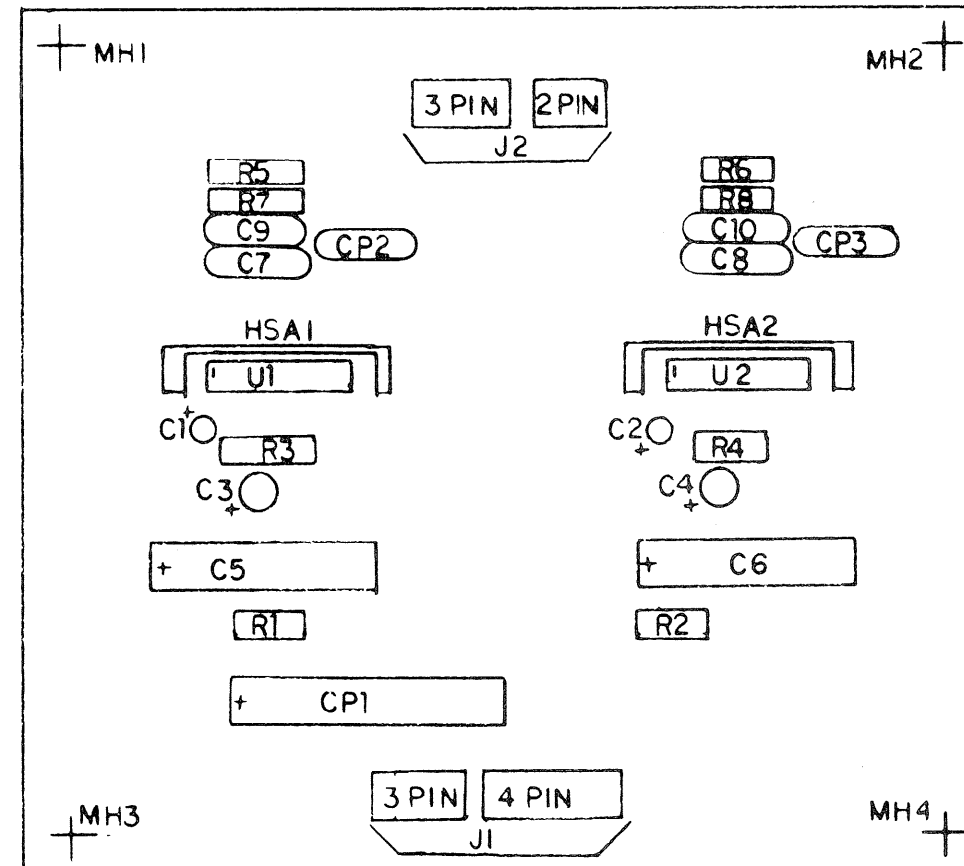 MH1
MH2
3 PIN 2 PIN
J2
R5
R6
R7
R8
C9
C10
CP2
CP3
C7
C8
HSA1
HSA2
U1
U2
C1
C2
R3
R4
C3
C4
+ C5
+ C6
R1
R2
+ CP1
3 PIN 4 PIN
MH3
MH4
J1